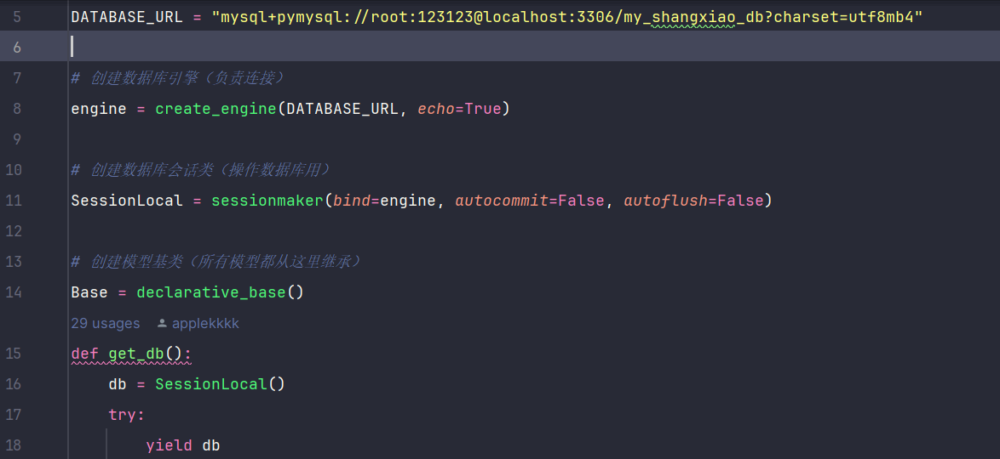 5 DATABASE_URL = "mysql+pymysql://root:123123@localhost:3306/my_shangxiao_db?charset=utf8mb4"
6
7 # 创建数据库引擎（负责连接）
8 engine = create_engine(DATABASE_URL, echo=True)
9
10 # 创建数据库会话类（操作数据库用）
11 SessionLocal = sessionmaker(bind=engine, autocommit=False, autoflush=False)
12
13 # 创建模型基类（所有模型都从这里继承）
14 Base = declarative_base()
29 usages applekkkk
15 def get_db():
16 db = SessionLocal()
17 try:
18 yield db